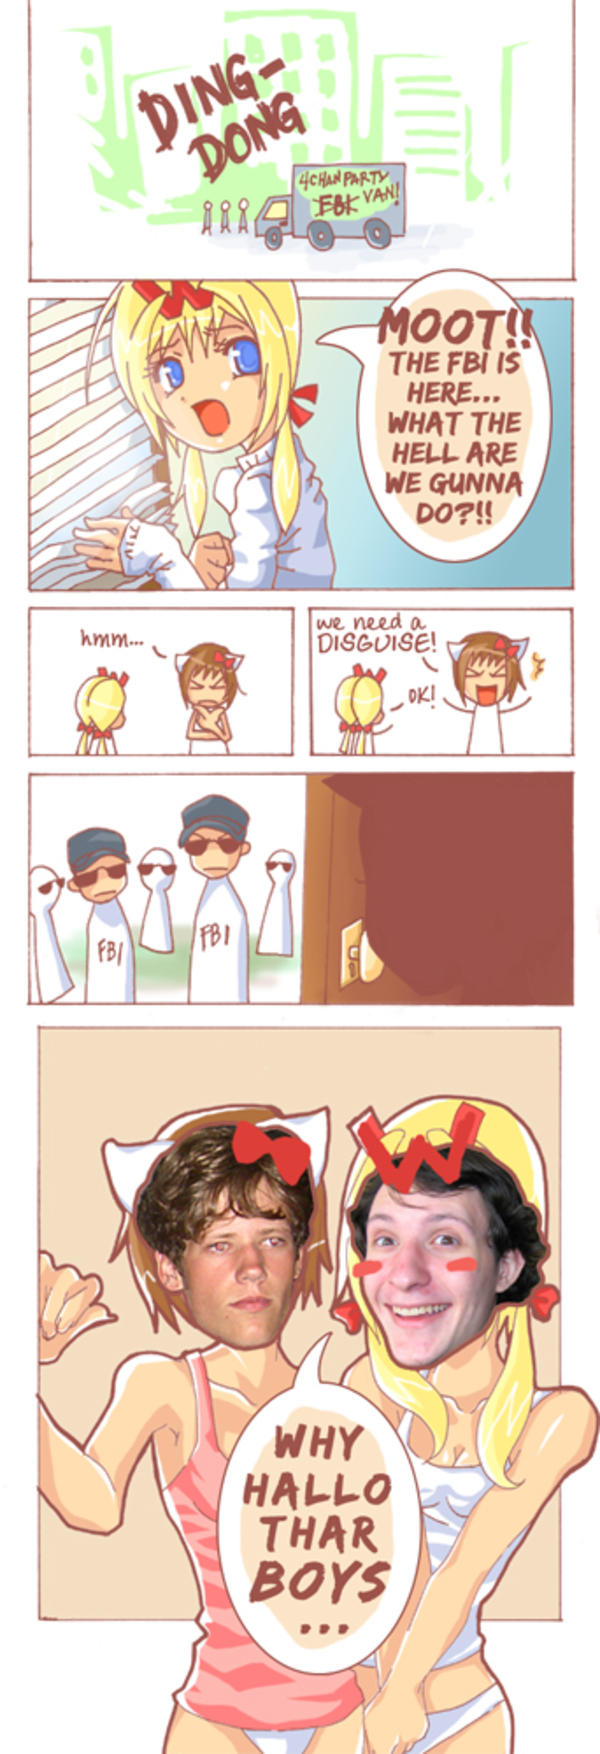 DING-
DONG
4CHAN PARTY
FBI VAN!
MOOT!!
THE FBI IS
HERE...
WHAT THE
HELL ARE
WE GUNNA
DO?!!
hmm...
we need a
DISGUISE!
OK!
FBI
FBI
W
WHY
HALLO
THAR
BOYS
...